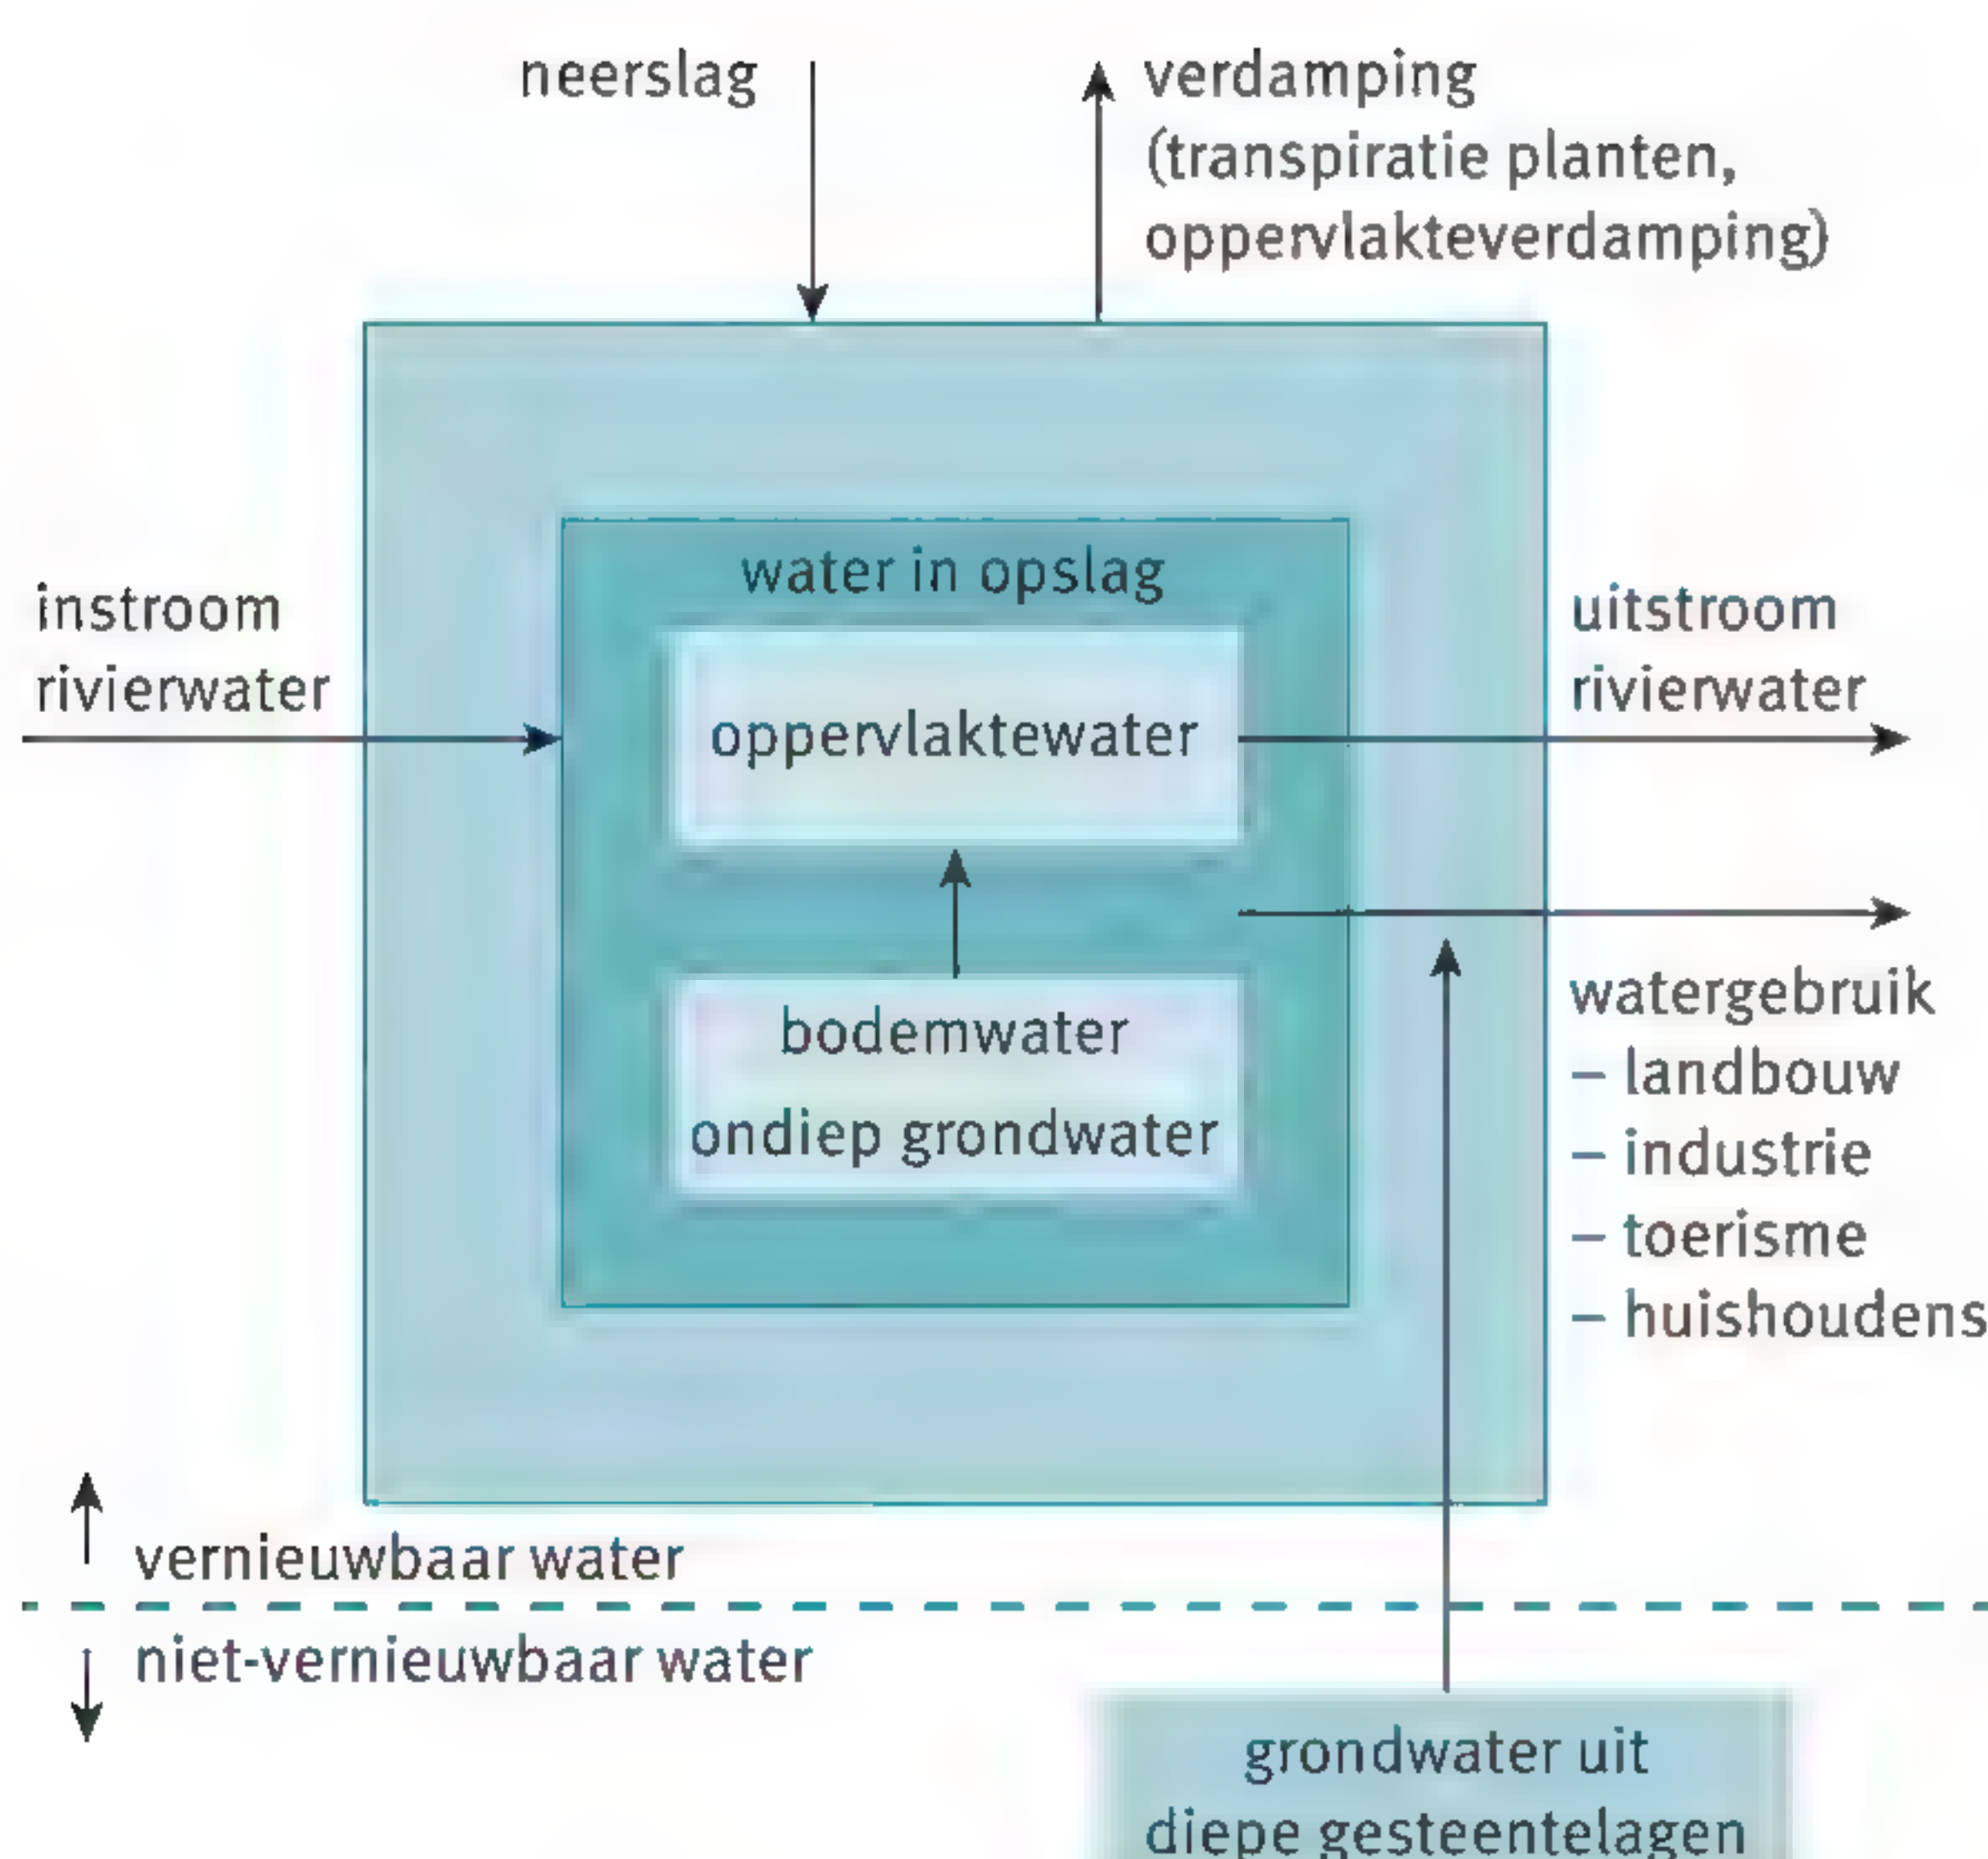 neerslag
verdamping
(transpiratie planten,
oppervlakteverdamping)
water in opslag
instroom
rivierwater
oppervlaktewater
uitstroom
rivierwater
bodemwater
ondiep grondwater
watergebruik
– landbouw
– industrie
– toerisme
– huishoudens
vernieuwbaar water
niet-vernieuwbaar water
grondwater uit
diepe gesteentelagen